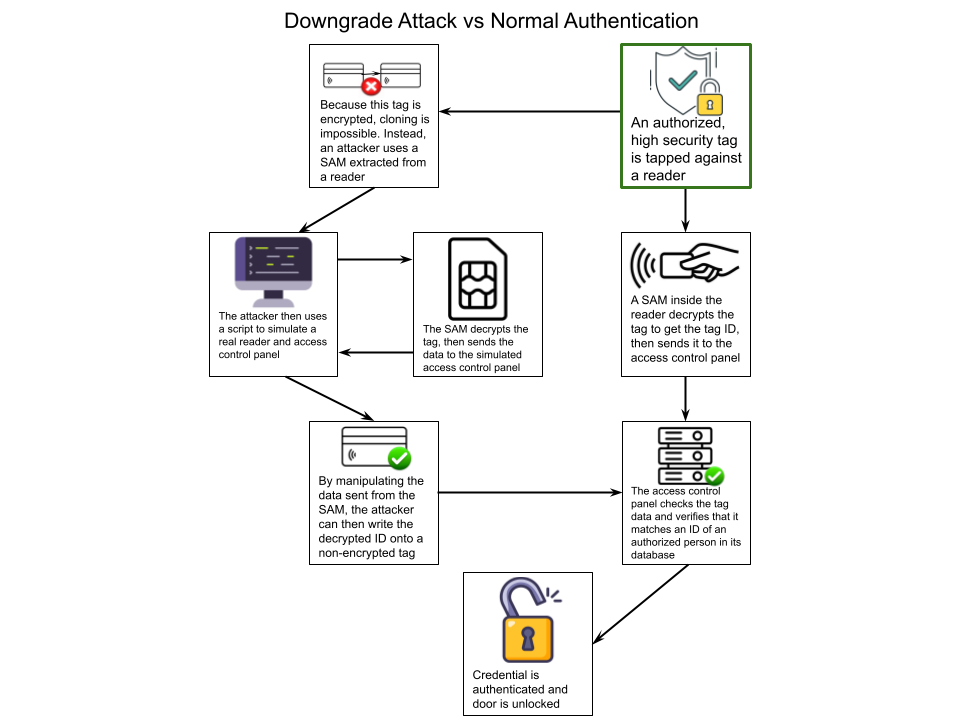 Downgrade Attack vs Normal Authentication
Because this tag is
encrypted, cloning is
impossible. Instead,
an attacker uses a
SAM extracted from
a reader
An authorized,
high security tag
is tapped against
a reader
The attacker then uses
a script to simulate a
real reader and access
control panel
The SAM decrypts the
tag, then sends the
data to the simulated
access control panel
A SAM inside the
reader decrypts the
tag to get the tag ID,
then sends it to the
access control panel
By manipulating the
data sent from the
SAM, the attacker
can then write the
decrypted ID onto a
non-encrypted tag
The access control
panel checks the tag
data and verifies that it
matches an ID of an
authorized person in its
database
Credential is
authenticated and
door is unlocked